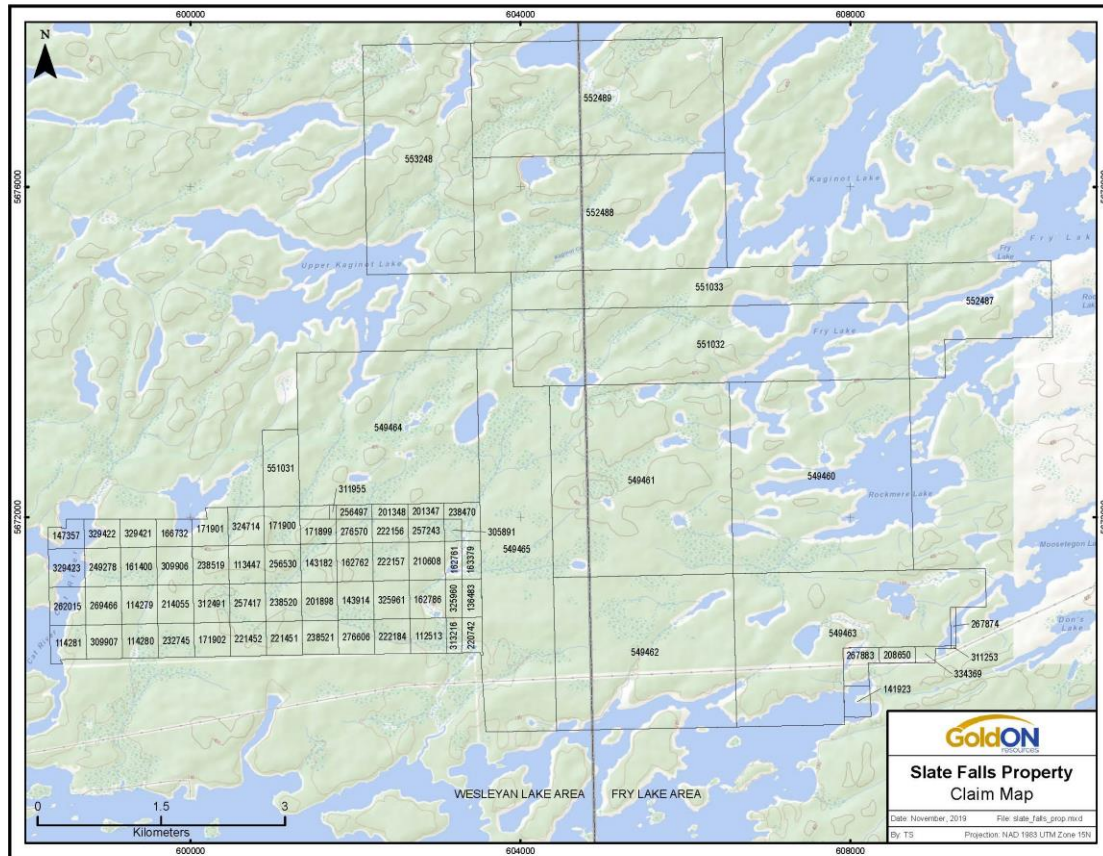 600000 604000 608000
N
552489
553248
5676000
Kaginot Lake
552488
Upper Kaginot Lake
Fry Lak
Fry
Lake
551033
552487
Fry Lake
551032
549464
551031
549461
549460
Rockmere Lake
311955
256497 201348 201347 238470
147357 329422 329421 166732 171901 324714 171900 171899 276570 222156 257243 305891
5672000
549465
329423 249278 161400 309906 238519 113447 256530 143182 162762 222157 210608 162761 163379
262015 269466 114279 214055 312491 257417 238520 201898 143914 325961 162786 325960 136483
114281 309907 114280 232745 171902 221452 221451 238521 276606 222184 112513 313216 220742
Cat River
Mooselegon La
Don's
Lake
267874
549463
549462
267883 208650
311253
334369
141923
WESLEYAN LAKE AREA FRY LAKE AREA
0 1.5 3
Kilometers
GoldON
resources
Slate Falls Property
Claim Map
Date: November, 2019 File: slate_falls_prop.mxd
By: TS Projection: NAD 1983 UTM Zone 15N
600000 604000 608000